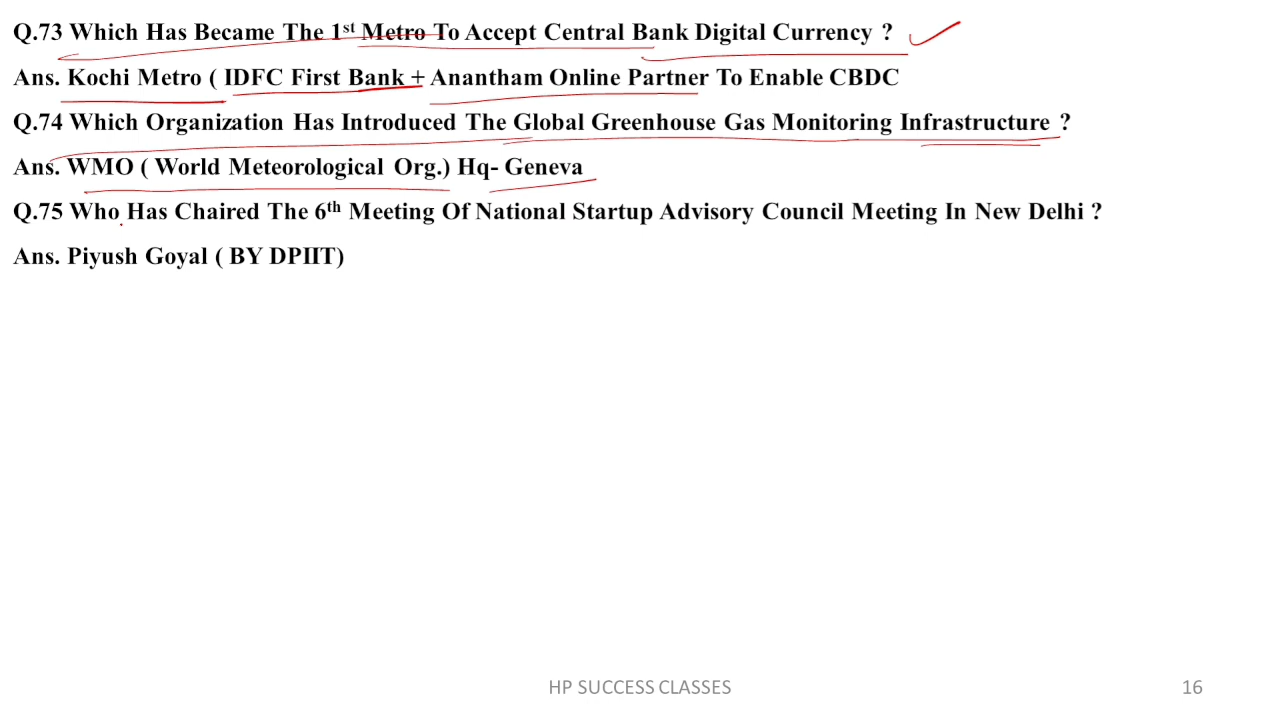 Q.73 Which Has Became The 1st Metro To Accept Central Bank Digital Currency ?
Ans. Kochi Metro ( IDFC First Bank + Anantham Online Partner To Enable CBDC
Q.74 Which Organization Has Introduced The Global Greenhouse Gas Monitoring Infrastructure ?
Ans. WMO ( World Meteorological Org.) Hq- Geneva
Q.75 Who Has Chaired The 6th Meeting Of National Startup Advisory Council Meeting In New Delhi ?
Ans. Piyush Goyal ( BY DPIIT)
HP SUCCESS CLASSES
16